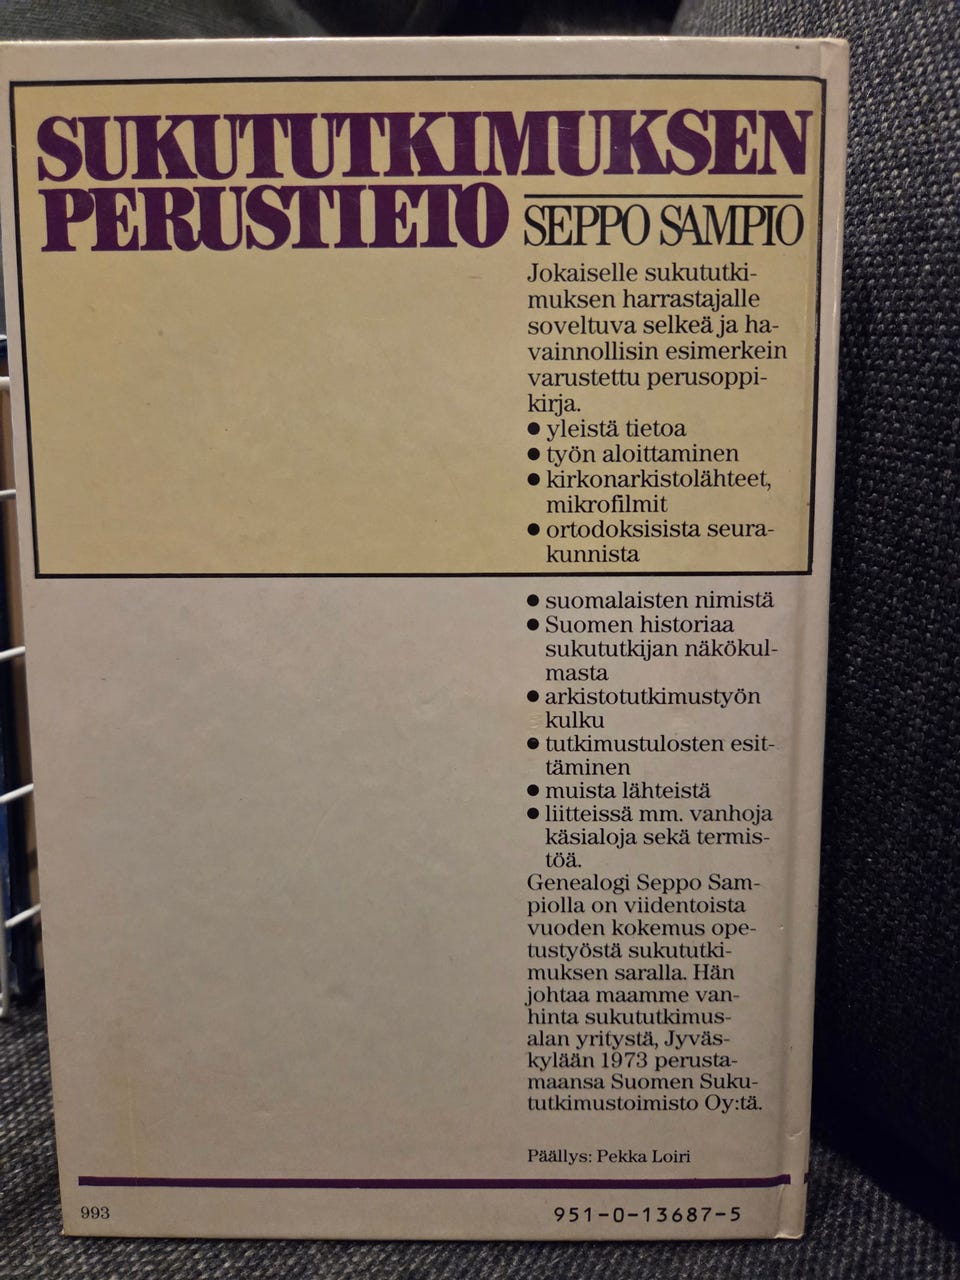 SUKUTUTKIMUKSEN
PERUSTIETO
SEPPO SAMPIO
Jokaiselle sukututki-
muksen harrastajalle
soveltuva selkeä ja ha-
vainnollisin esimerkein
varustettu perusoppi-
kirja.
● yleistä tietoa
● työn aloittaminen
● kirkonarkistolähteet,
mikrofilmit
● ortodoksisista seura-
kunnista
● suomalaisten nimistä
● Suomen historiaa
sukututkijan näkökul-
masta
● arkistotutkimustyön
kulku
● tutkimustulosten esit-
täminen
● muista lähteistä
● liitteissä mm. vanhoja
käsialoja sekä termis-
töä.
Genealogi Seppo Sam-
piolla on viidentoista
vuoden kokemus ope-
tustyöstä sukututki-
muksen saralla. Hän
johtaa maamme van-
hinta sukututkimus-
alan yritystä, Jyväs-
kylään 1973 perusta-
maansa Suomen Suku-
tutkimustoimisto Oy:tä.
Päällys: Pekka Loiri
993
951-0-13687-5